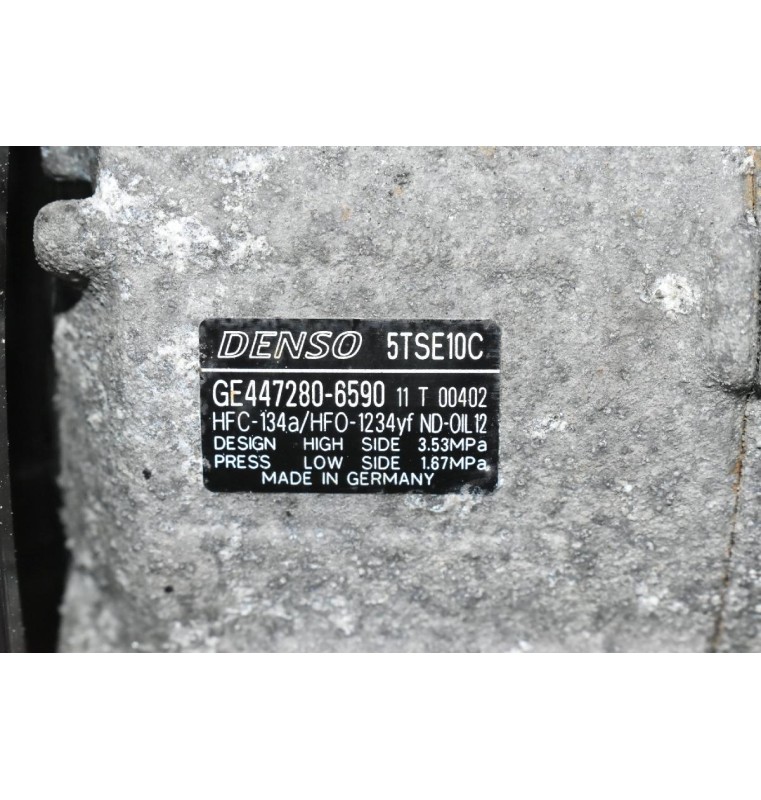 DENSO 5TSE10C
GE447280-6590 11 T 00402
HFC-134a/HFO-1234yf ND-OIL12
DESIGN HIGH SIDE 3.53MPa
PRESS LOW SIDE 1.67MPa
MADE IN GERMANY